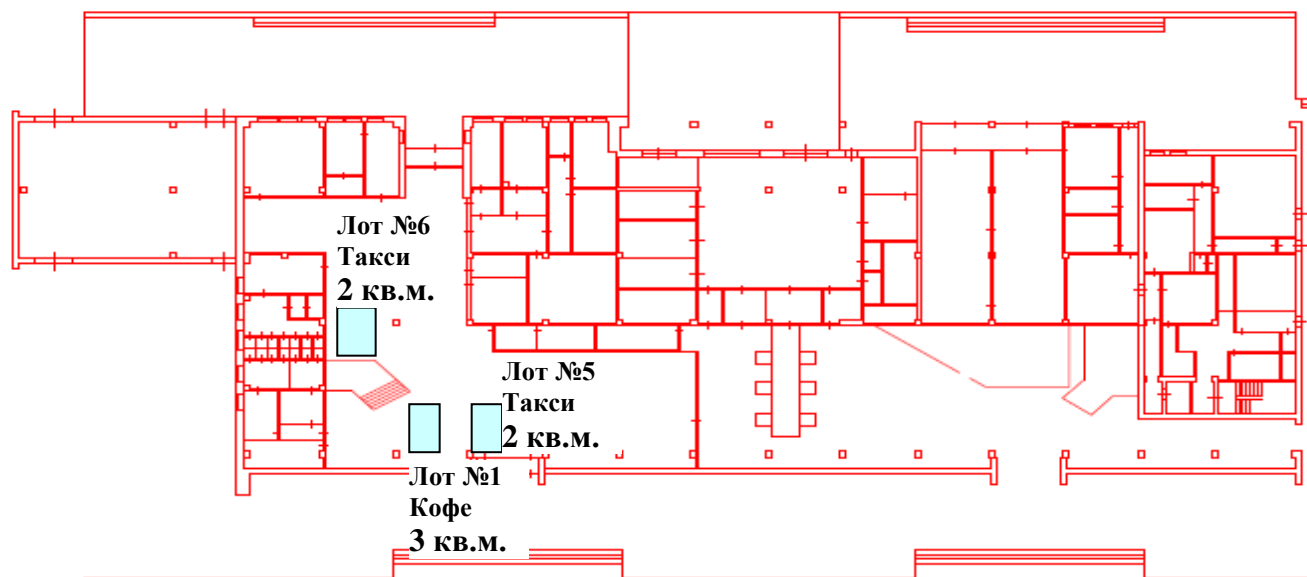 Лот №6
Такси
2 кв.м.
Лот №5
Такси
2 кв.м.
Лот №1
Кофе
3 кв.м.